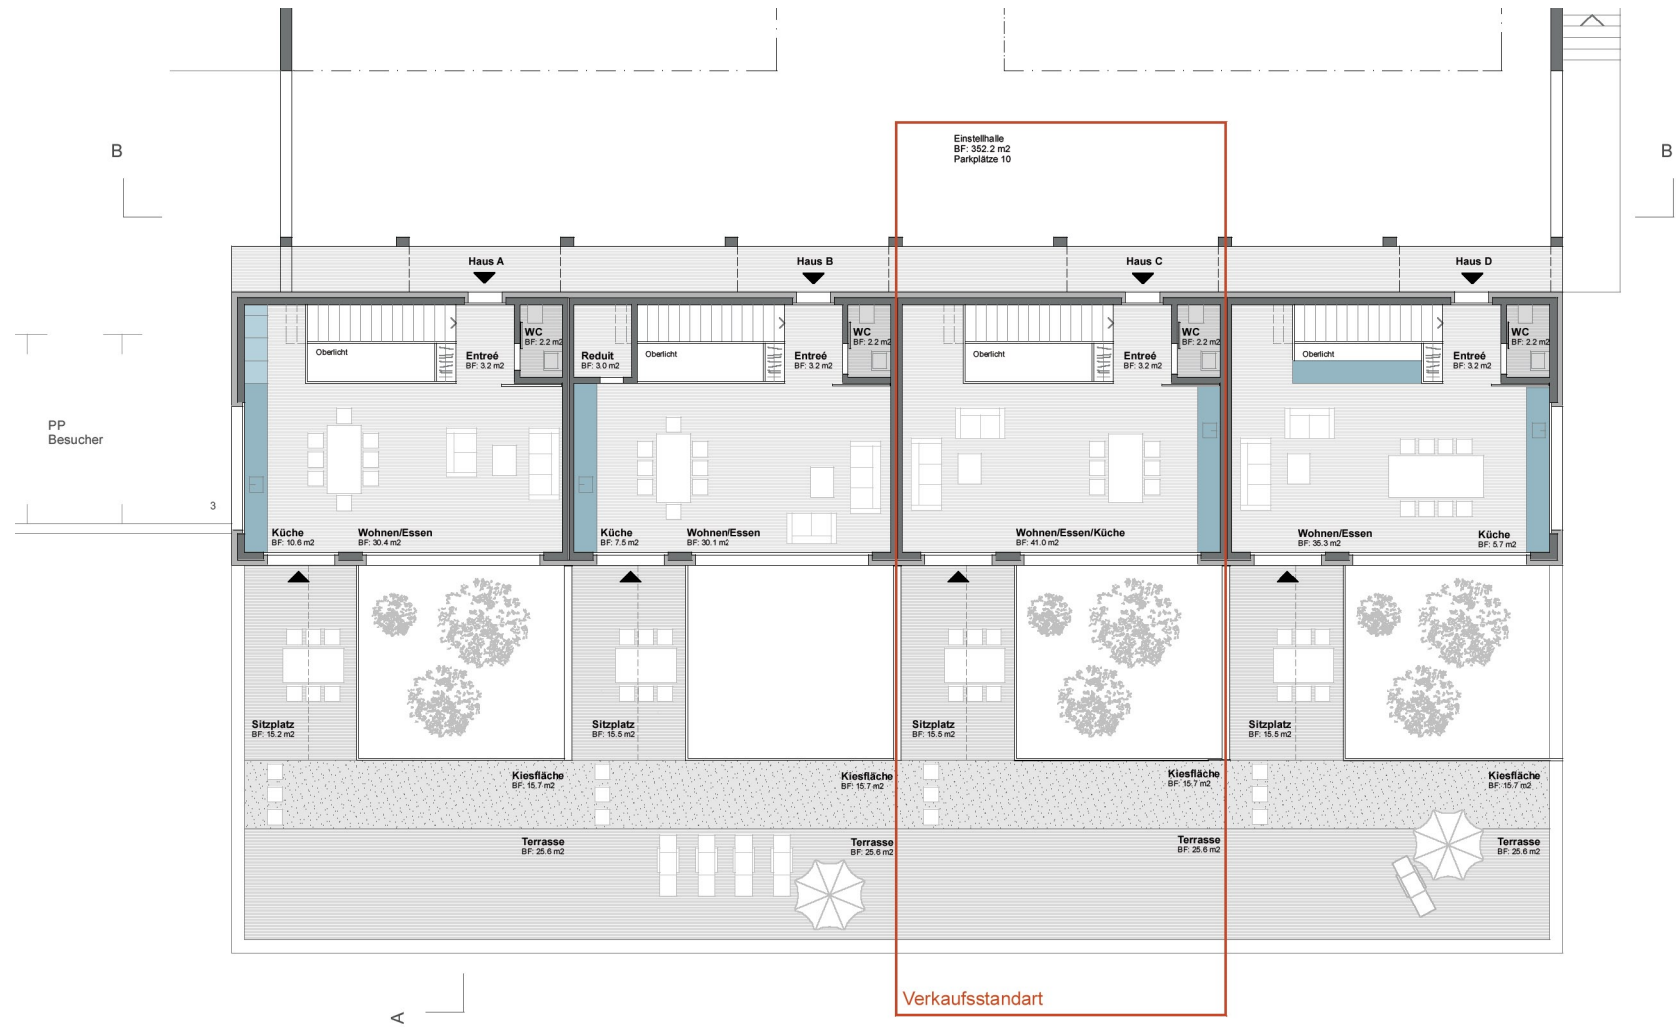 Einstellhalle
BF: 352.2 m2
Parkplätze 10
B
B
Haus A
Haus B
Haus C
Haus D
Oberlicht
Entreé
BF: 3.2 m2
WC
BF: 2.2 m2
Reduit
BF: 3.0 m2
Oberlicht
Entreé
BF: 3.2 m2
WC
BF: 2.2 m2
Oberlicht
Entreé
BF: 3.2 m2
WC
BF: 2.2 m2
Oberlicht
Entreé
BF: 3.2 m2
WC
BF: 2.2 m2
PP
Besucher
3
Küche
BF: 10.6 m2
Wohnen/Essen
BF: 30.4 m2
Küche
BF: 7.5 m2
Wohnen/Essen
BF: 30.1 m2
Wohnen/Essen/Küche
BF: 41.0 m2
Wohnen/Essen
BF: 35.3 m2
Küche
BF: 5.7 m2
Sitzplatz
BF: 15.2 m2
Sitzplatz
BF: 15.5 m2
Sitzplatz
BF: 15.5 m2
Sitzplatz
BF: 15.5 m2
Kiesfläche
BF: 15.7 m2
Kiesfläche
BF: 15.7 m2
Kiesfläche
BF: 15.7 m2
Kiesfläche
BF: 15.7 m2
Terrasse
BF: 25.6 m2
Terrasse
BF: 25.6 m2
Terrasse
BF: 25.6 m2
Terrasse
BF: 25.6 m2
Verkaufsstandart
A